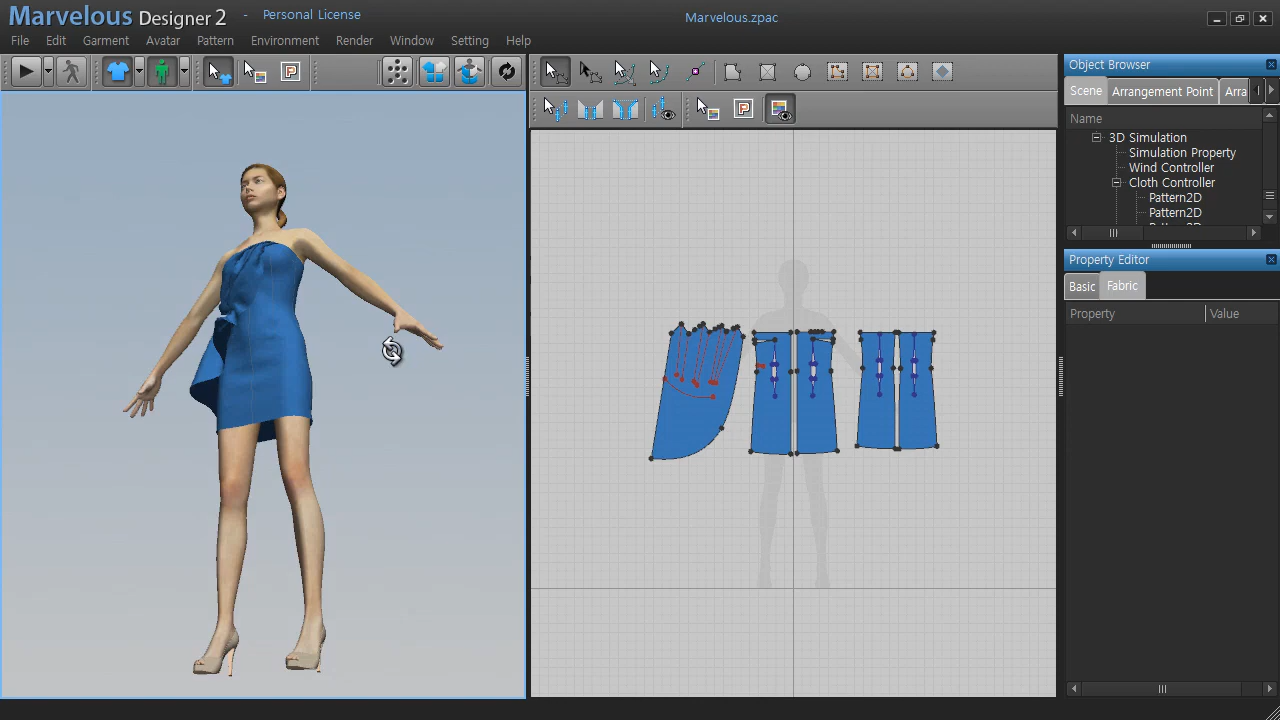 Marvelous Designer 2 - Personal License
Marvelous.zpac
File Edit Garment Avatar Pattern Environment Render Window Setting Help
Object Browser
Scene Arrangement Point Arra
Name
3D Simulation
Simulation Property
Wind Controller
Cloth Controller
Pattern2D
Pattern2D
Property Editor
Basic Fabric
Property Value